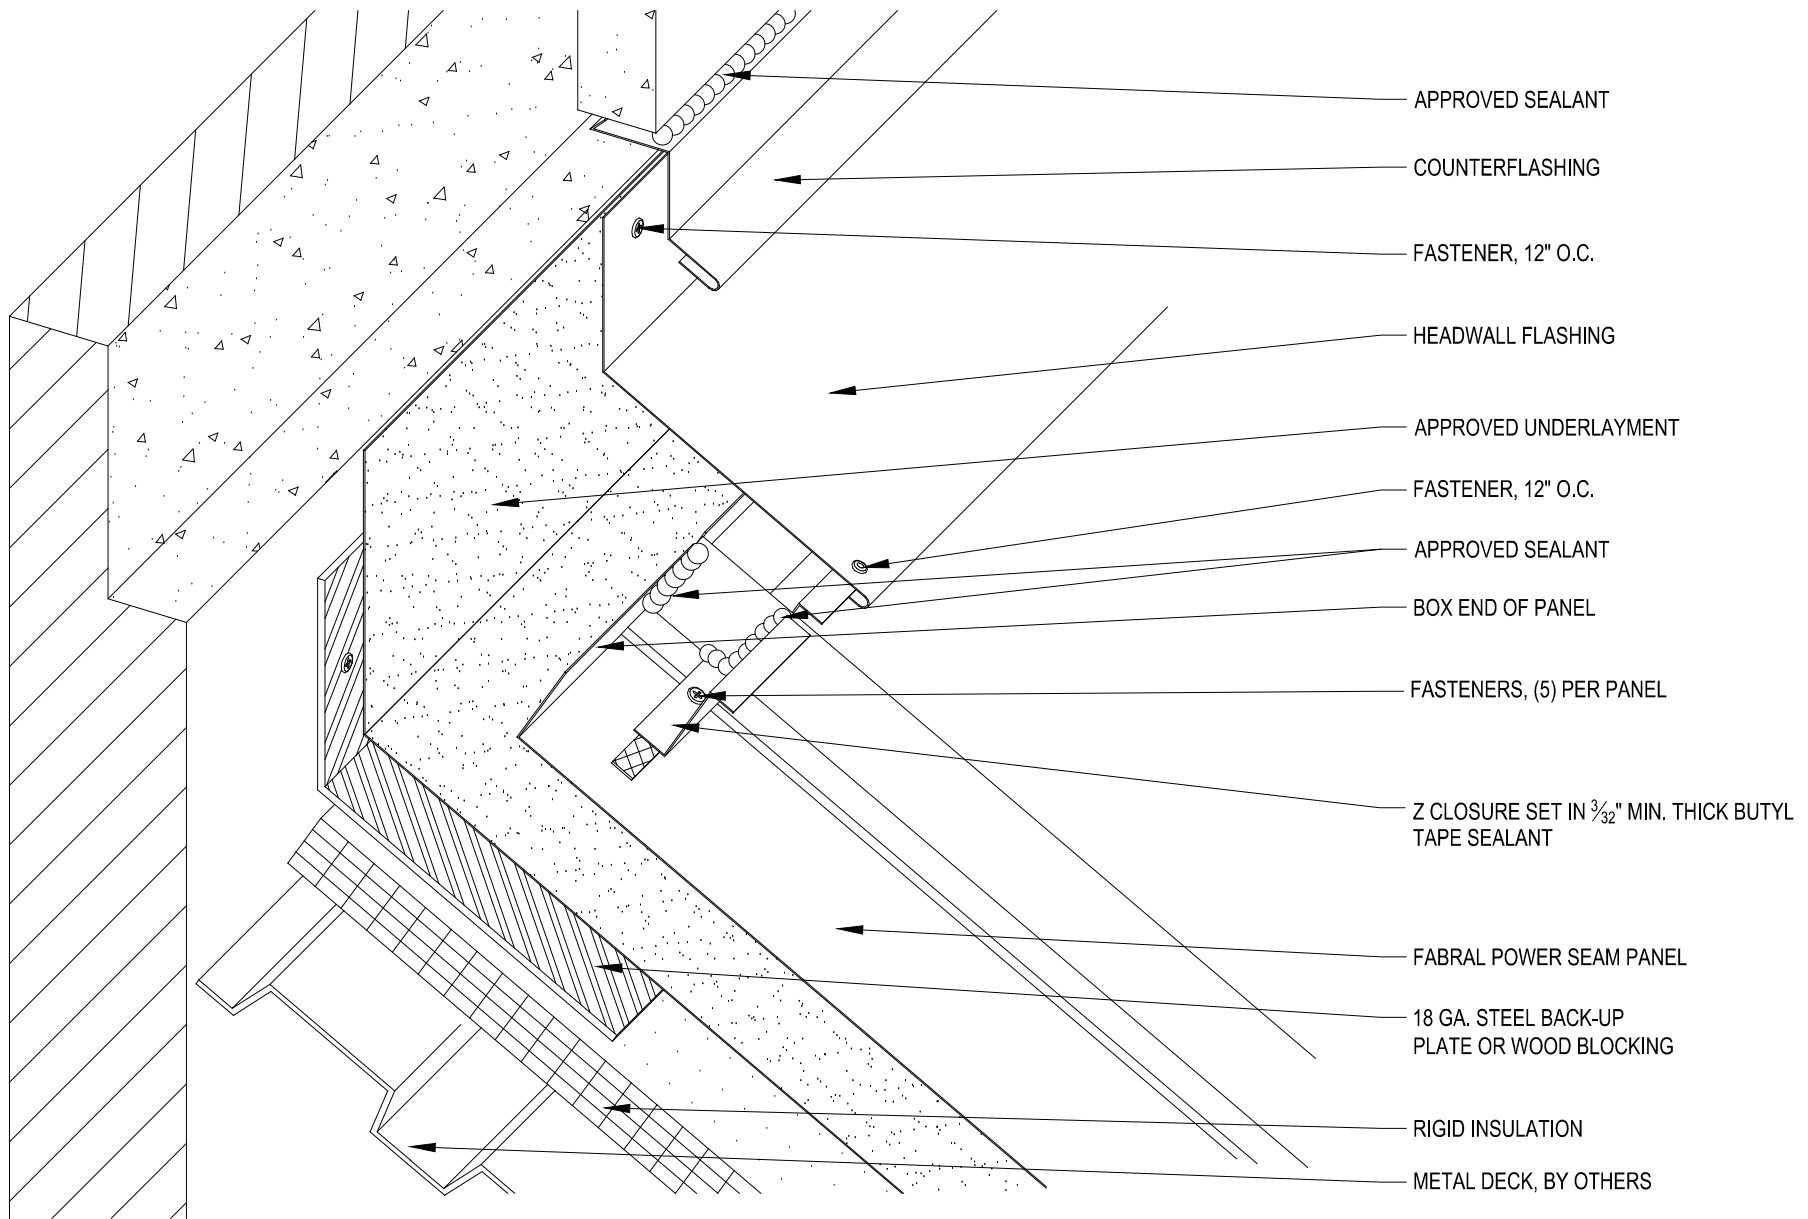 APPROVED SEALANT
COUNTERFLASHING
FASTENER, 12" O.C.
HEADWALL FLASHING
APPROVED UNDERLAYMENT
FASTENER, 12" O.C.
APPROVED SEALANT
BOX END OF PANEL
FASTENERS, (5) PER PANEL
Z CLOSURE SET IN 3/32" MIN. THICK BUTYL
TAPE SEALANT
FABRAL POWER SEAM PANEL
18 GA. STEEL BACK-UP
PLATE OR WOOD BLOCKING
RIGID INSULATION
METAL DECK, BY OTHERS